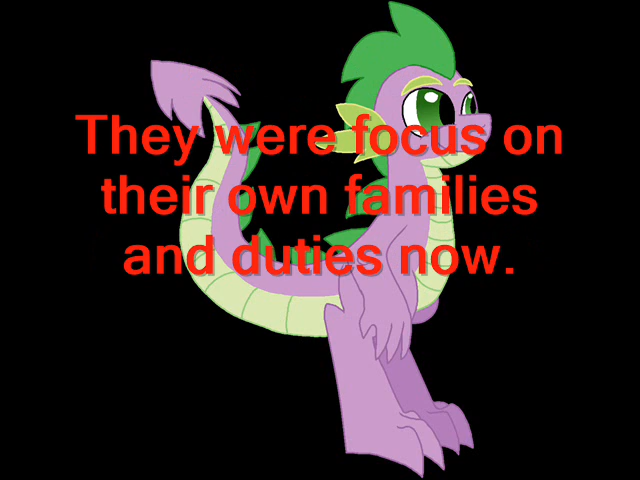 They were focus on
their own families
and duties now.